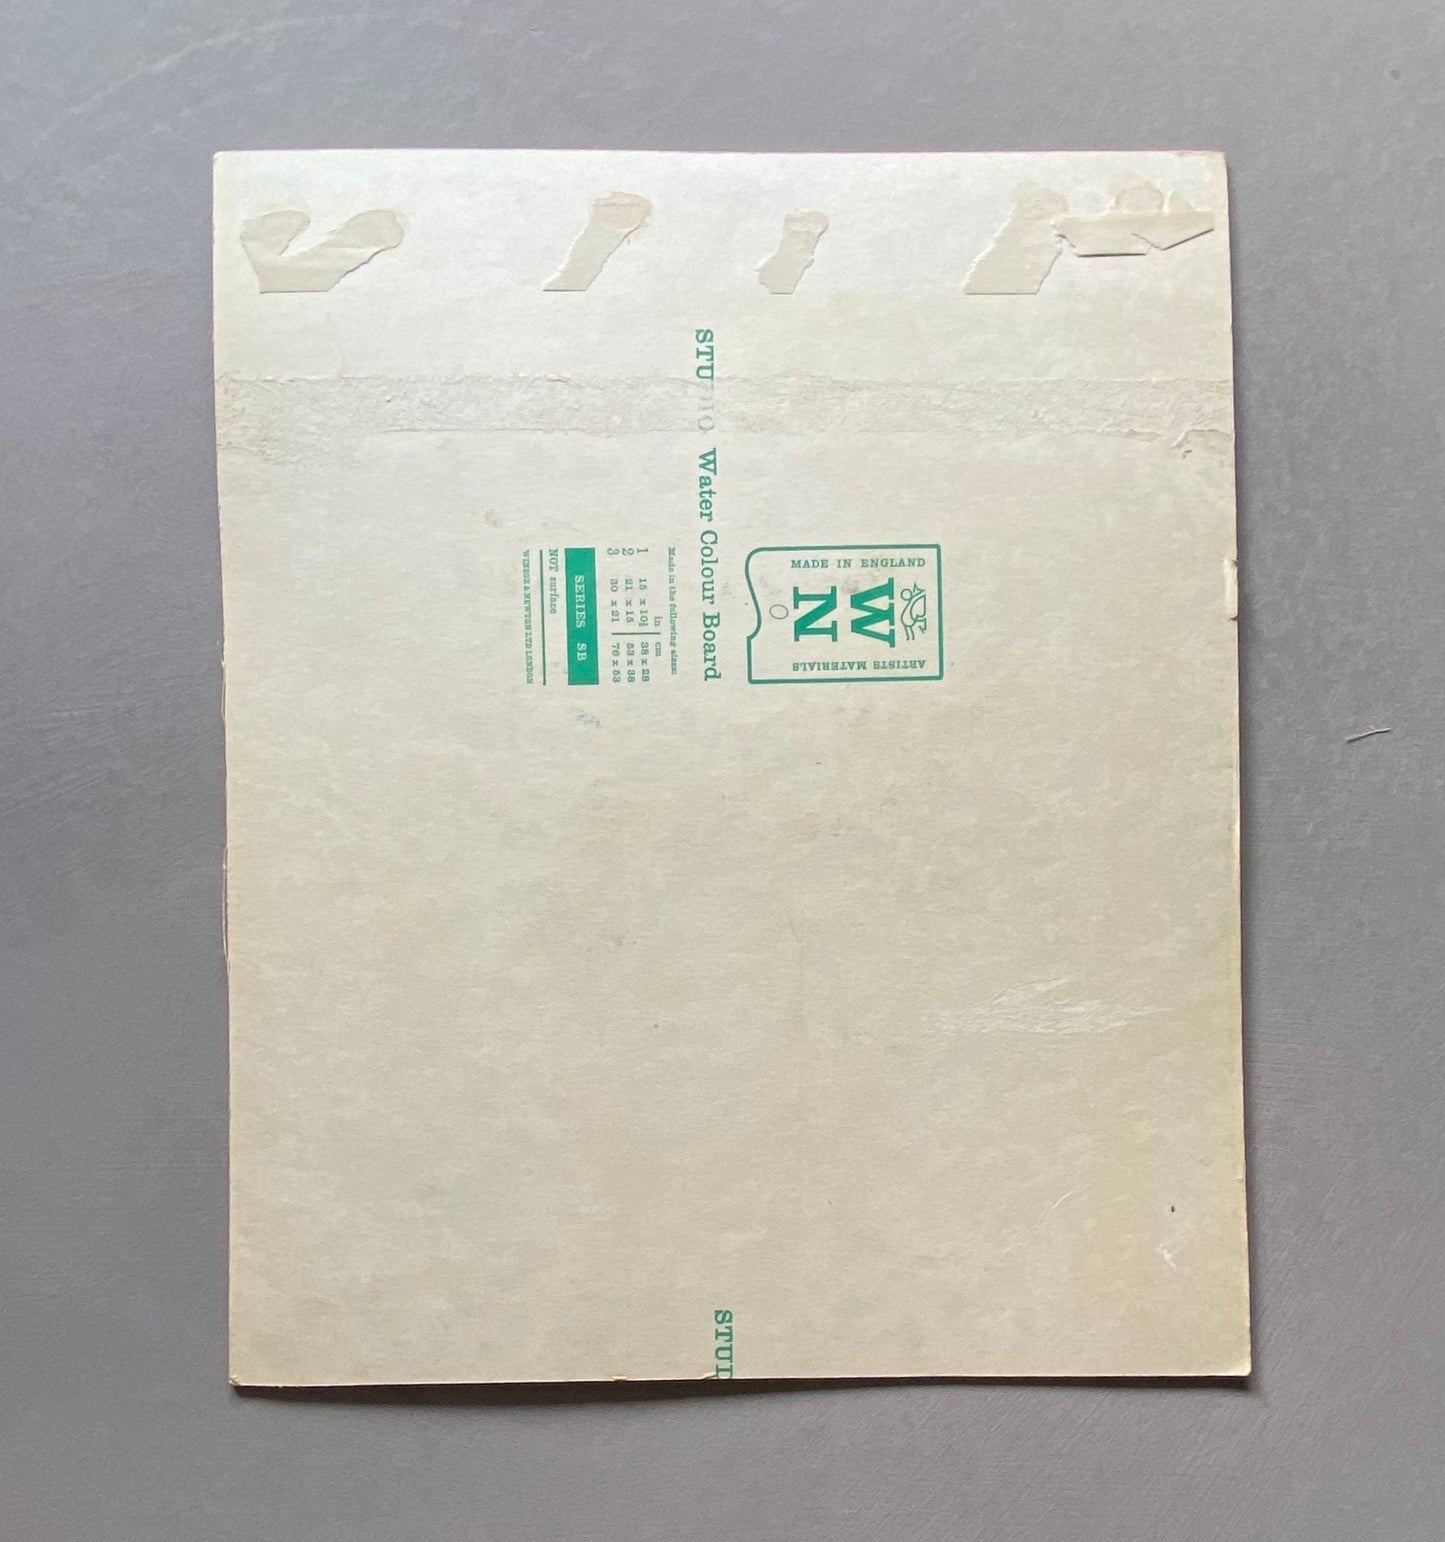 MADE IN ENGLAND
W
N
ARTISTS MATERIALS
STUDIO Water Colour Board
Made in the following sizes:
in cm
1 15 x 10½ 38 x 28
2 21 x 15 53 x 38
3 30 x 21 76 x 53
SERIES SB
NOT surface
WINSOR & NEWTON LTD LONDON
STUD